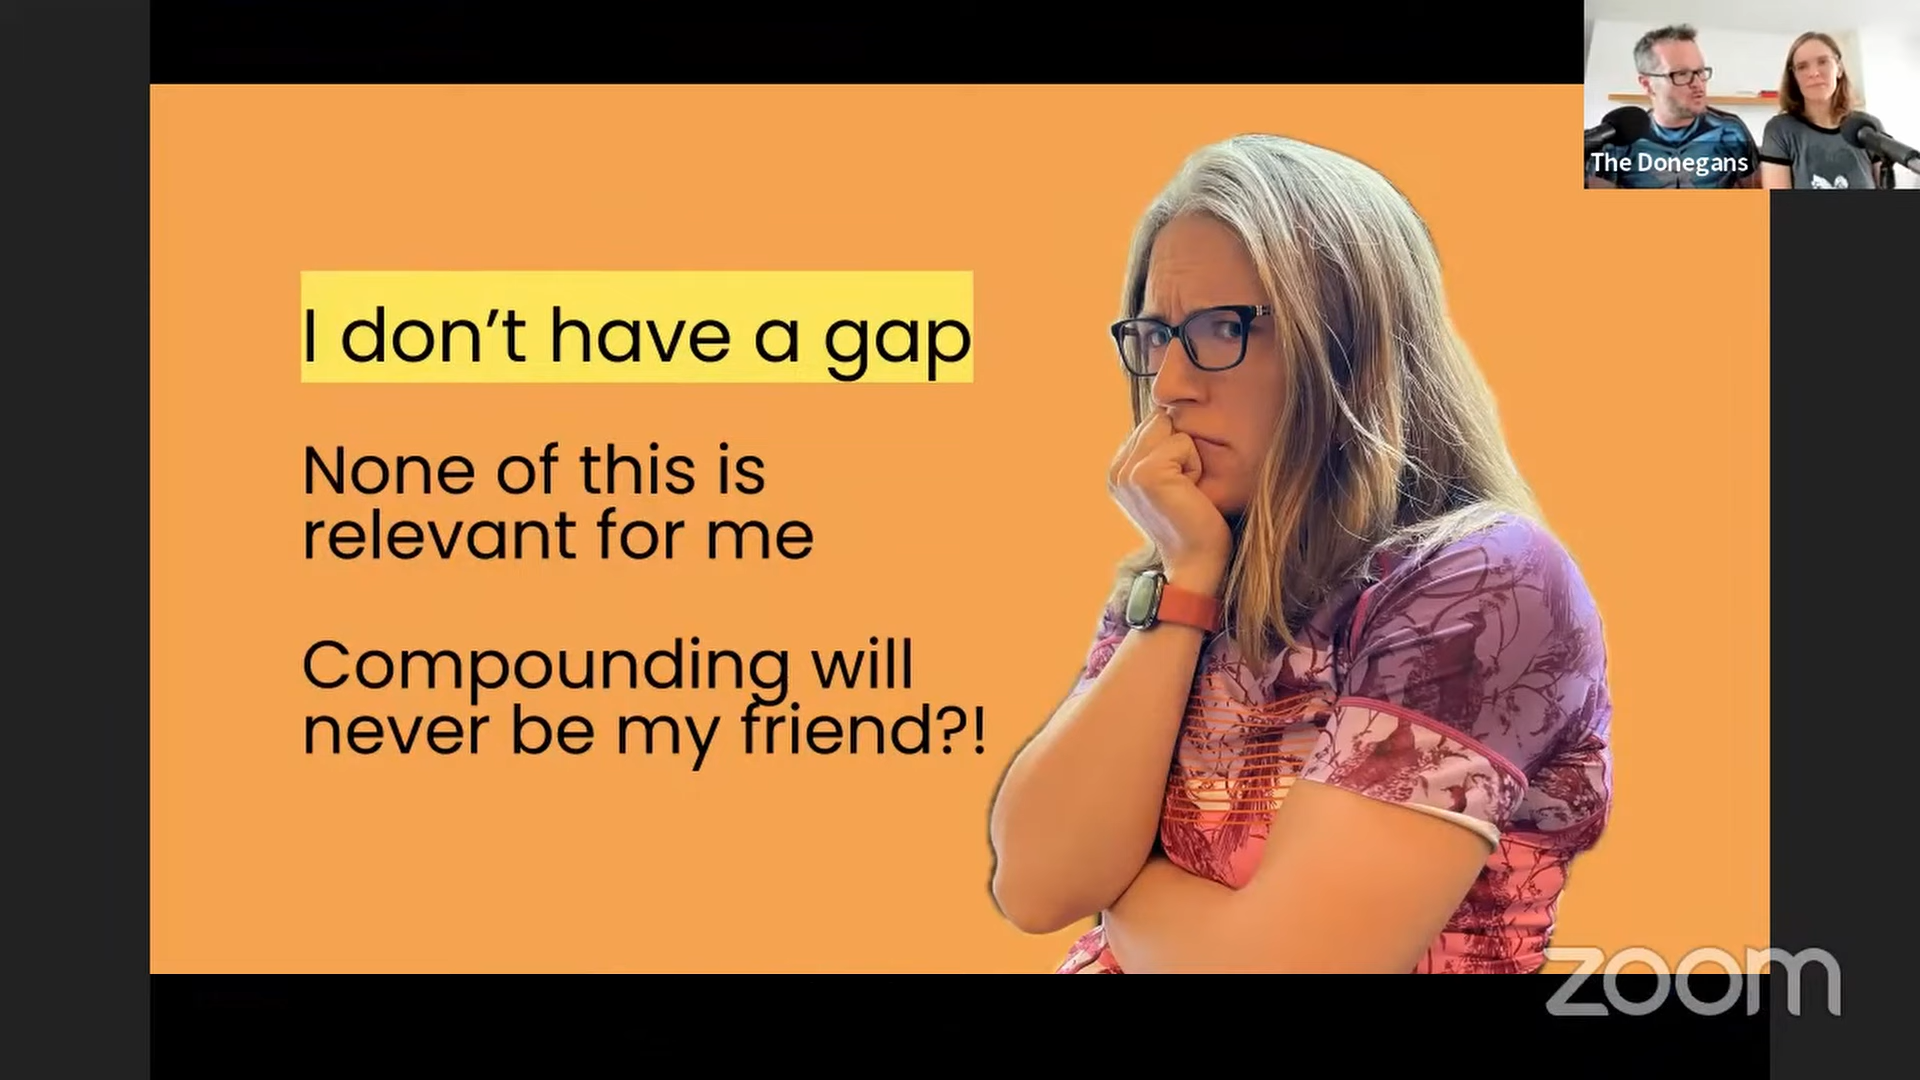 The Donegans
I don’t have a gap
None of this is
relevant for me
Compounding will
never be my friend?!
zoom